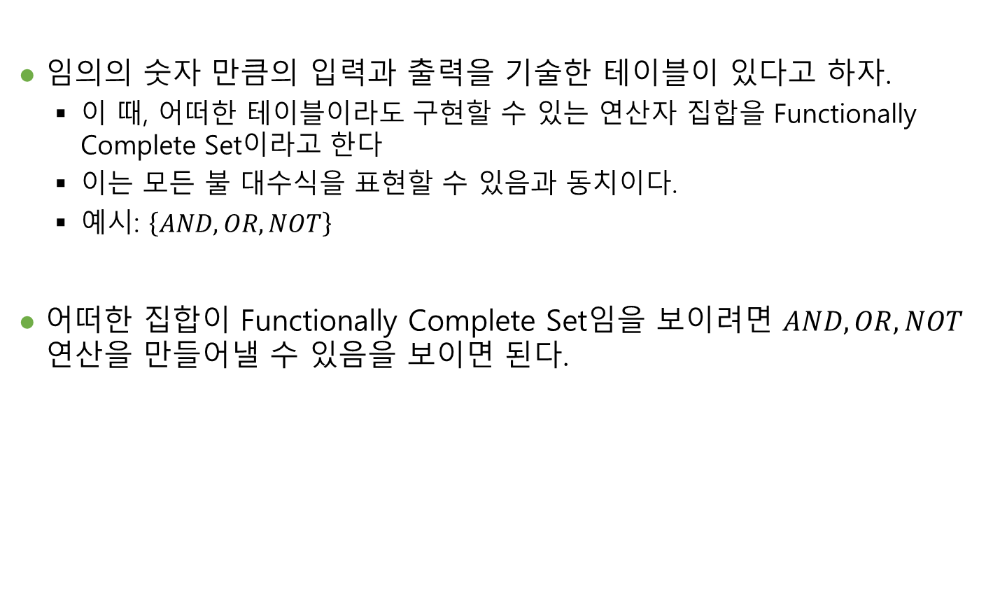 ● 임의의 숫자 만큼의 입력과 출력을 기술한 테이블이 있다고 하자.
▪ 이 때, 어떠한 테이블이라도 구현할 수 있는 연산자 집합을 Functionally
Complete Set이라고 한다
▪ 이는 모든 불 대수식을 표현할 수 있음과 동치이다.
▪ 예시: {AND, OR, NOT}
● 어떠한 집합이 Functionally Complete Set임을 보이려면 AND, OR, NOT
연산을 만들어낼 수 있음을 보이면 된다.